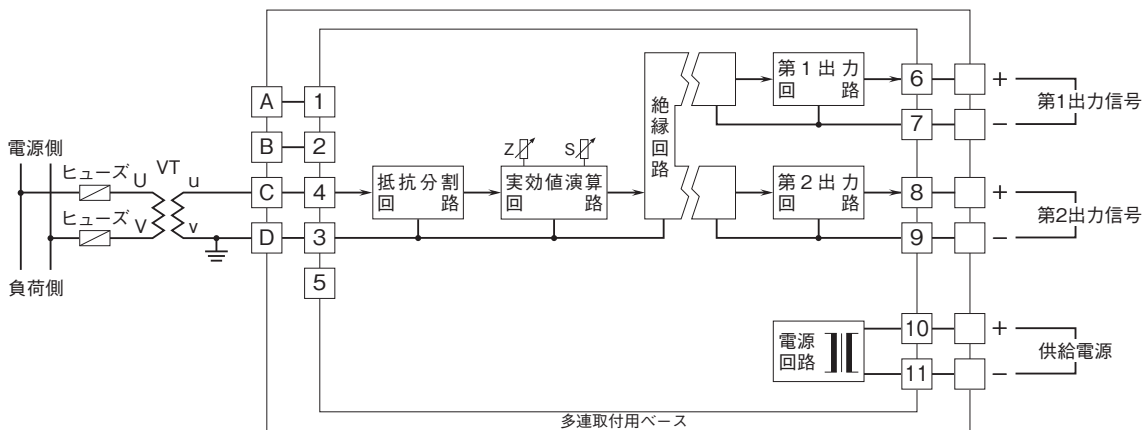 電源側
負荷側
ヒューズ
ヒューズ
U
V
VT
u
v
A
B
C
D
1
2
4
3
5
抵抗分割
回路
Z
S
実効値演算
回路
絶縁回路
第1出力
回路
第2出力
回路
6
7
8
9
+
第1出力信号
−
+
第2出力信号
−
電源
回路
10
11
+
供給電源
−
多連取付用ベース